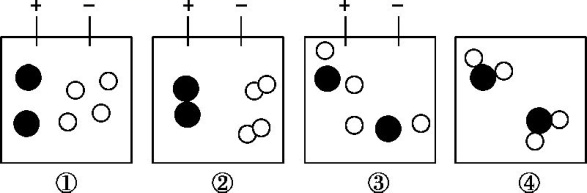 + − + − + −
① ② ③ ④